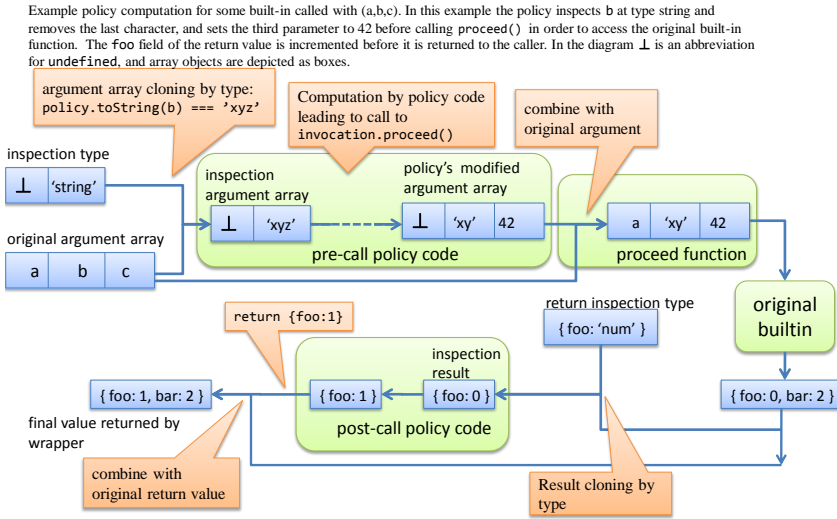 Example policy computation for some built-in called with (a,b,c). In this example the policy inspects b at type string and
removes the last character, and sets the third parameter to 42 before calling proceed() in order to access the original built-in
function. The foo field of the return value is incremented before it is returned to the caller. In the diagram ⊥ is an abbreviation
for undefined, and array objects are depicted as boxes.
argument array cloning by type:
policy.toString(b) === ’xyz’
Computation by policy code
leading to call to
invocation.proceed()
combine with
original argument
inspection type
⊥ ‘string’
inspection
argument array
⊥ ‘xyz’
policy’s modified
argument array
⊥ ‘xy’ 42
a ‘xy’ 42
original argument array
a b c
pre-call policy code
proceed function
original
builtin
return {foo:1}
return inspection type
{ foo: ‘num’ }
inspection
result
{ foo: 1, bar: 2 }
{ foo: 1 }
{ foo: 0 }
{ foo: 0, bar: 2 }
final value returned by
wrapper
post-call policy code
combine with
original return value
Result cloning by
type